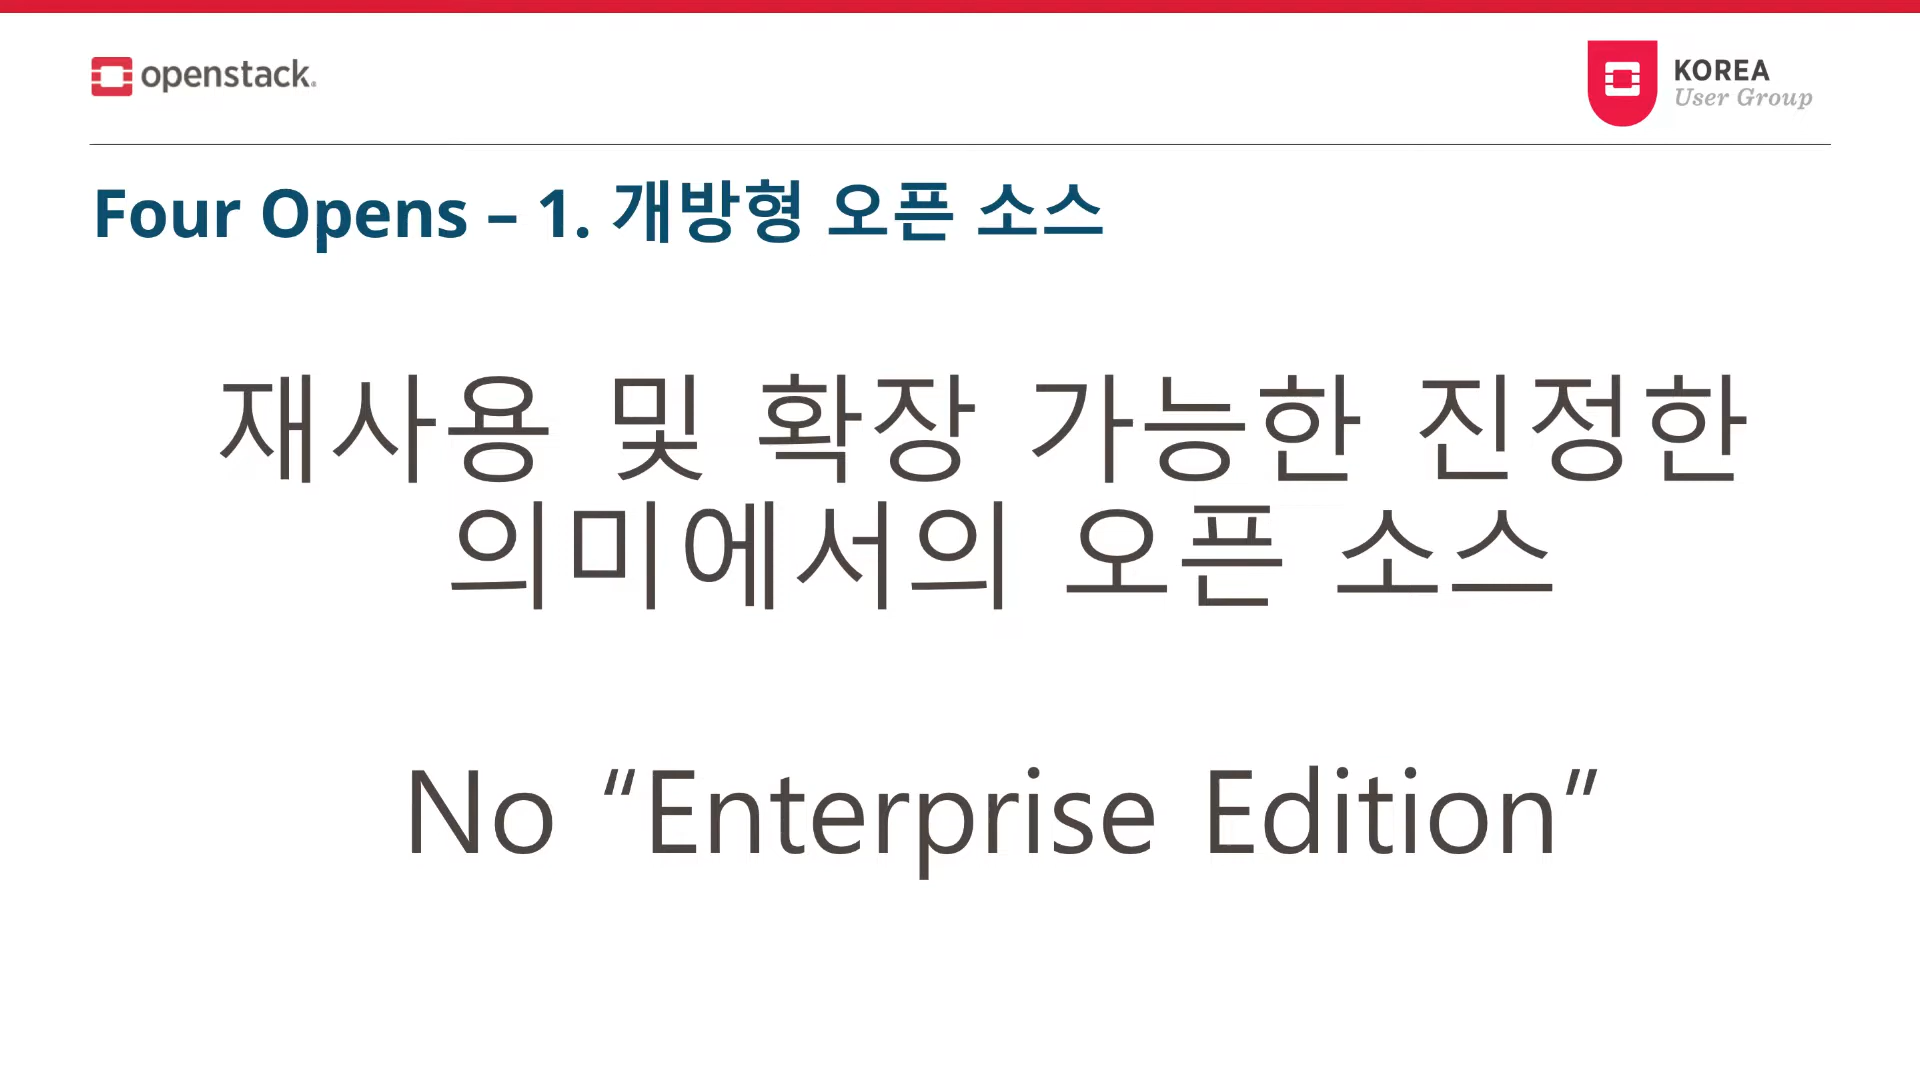 openstack.
KOREA
User Group
Four Opens – 1. 개방형 오픈 소스
재사용 및 확장 가능한 진정한
의미에서의 오픈 소스
No “Enterprise Edition”